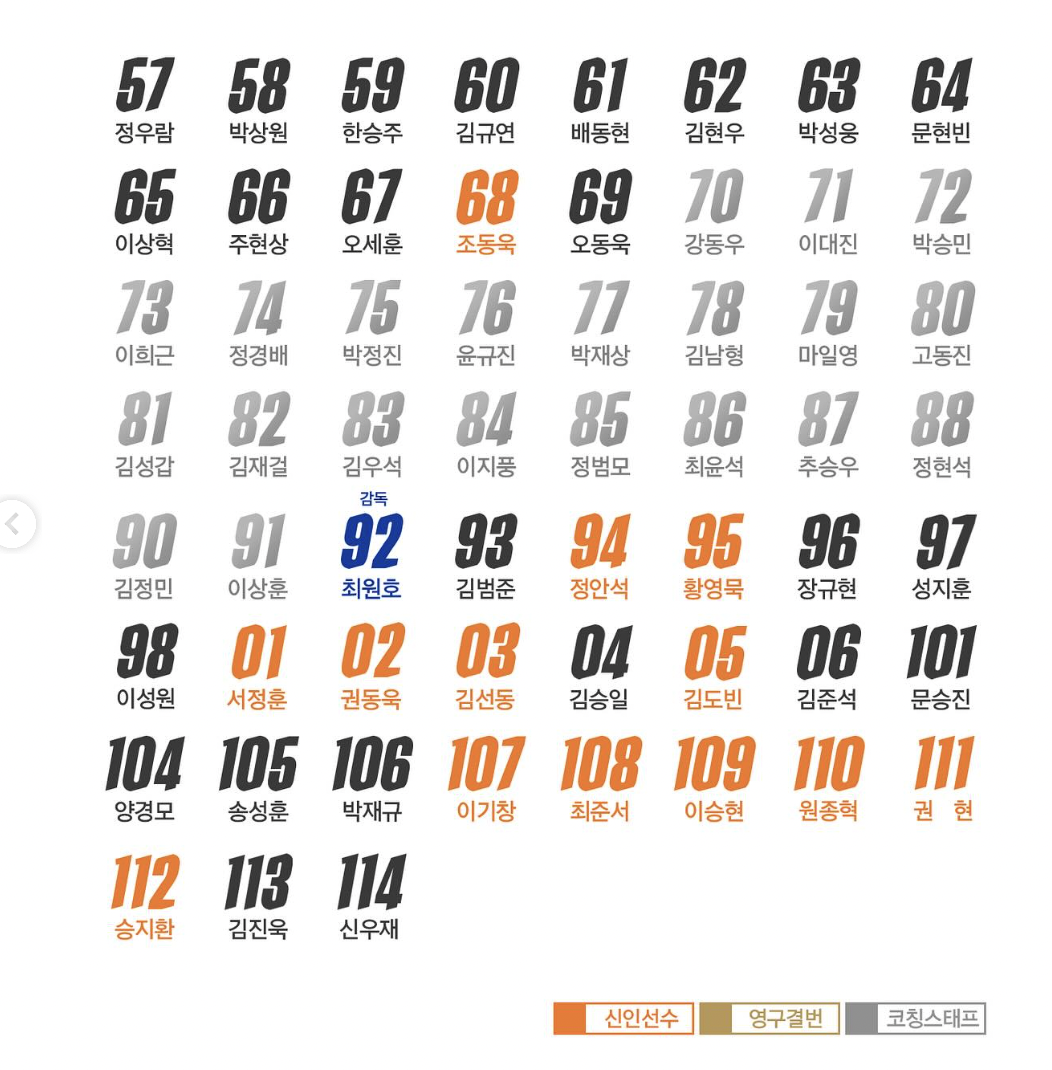 57 58 59 60 61 62 63 64
정우람 박상원 한승주 김규연 배동현 김현우 박성웅 문현빈
65 66 67 68 69 70 71 72
이상혁 주현상 오세훈 조동욱 오동욱 강동우 이대진 박승민
73 74 75 76 77 78 79 80
이희근 정경배 박정진 윤규진 박재상 김남형 마일영 고동진
81 82 83 84 85 86 87 88
김성갑 김재걸 김우석 이지풍 정범모 최윤석 추승우 정현석
감독
90 91 92 93 94 95 96 97
김정민 이상훈 최원호 김범준 정안석 황영묵 장규현 성지훈
98 01 02 03 04 05 06 101
이성원 서정훈 권동욱 김선동 김승일 김도빈 김준석 문승진
104 105 106 107 108 109 110 111
양경모 송성훈 박재규 이기창 최준서 이승현 원종혁 권 현
112 113 114
승지환 김진욱 신우재
신인선수 영구결번 코칭스태프